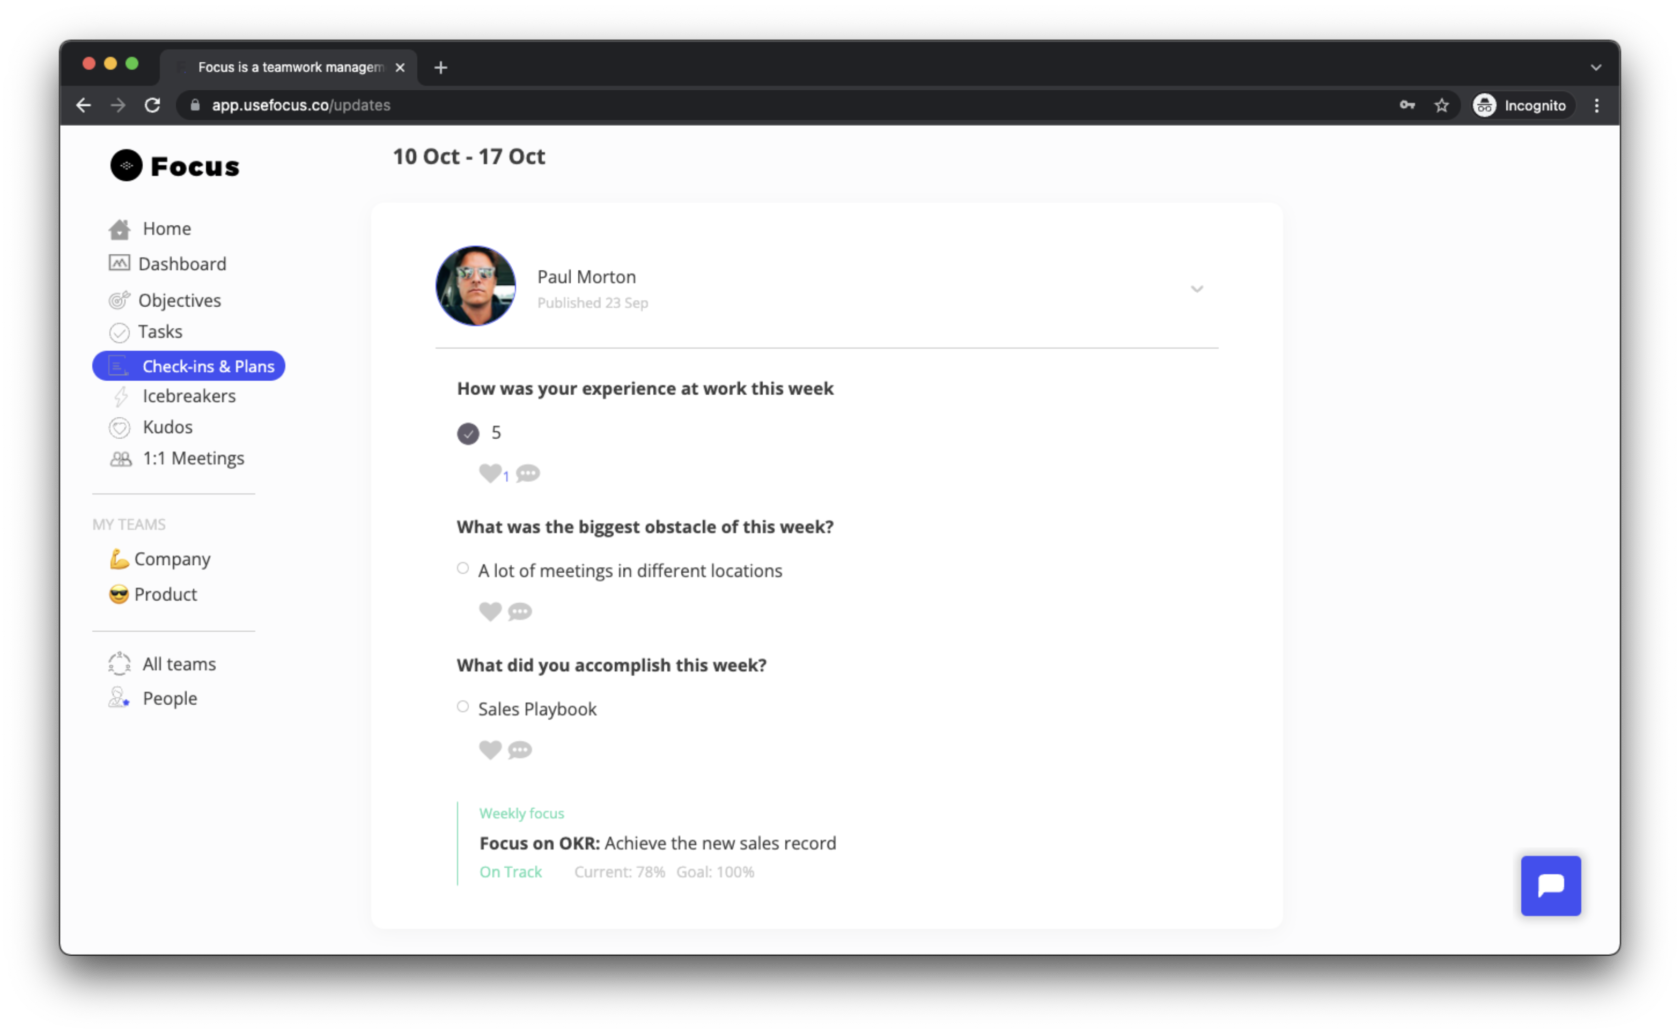 Focus is a teamwork managem
app.usefocus.co/updates
Incognito
Focus
10 Oct - 17 Oct
Home
Dashboard
Objectives
Tasks
Check-ins & Plans
Icebreakers
Kudos
1:1 Meetings
MY TEAMS
Company
Product
All teams
People
Paul Morton
Published 23 Sep
How was your experience at work this week
5
1
What was the biggest obstacle of this week?
A lot of meetings in different locations
What did you accomplish this week?
Sales Playbook
Weekly focus
Focus on OKR: Achieve the new sales record
On Track Current: 78% Goal: 100%